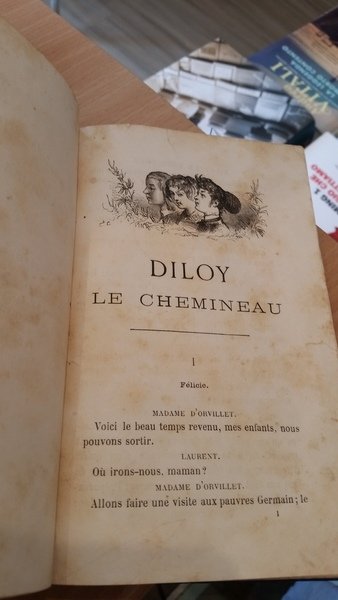 DILOY
LE CHEMINEAU
I
Félicie.
MADAME D'ORVILLET.
Voici le beau temps revenu, mes enfants, nous
pouvons sortir.
LAURENT.
Où irons-nous, maman?
MADAME D'ORVILLET.
Allons faire une visite aux pauvres Germain; le
1
VITALI